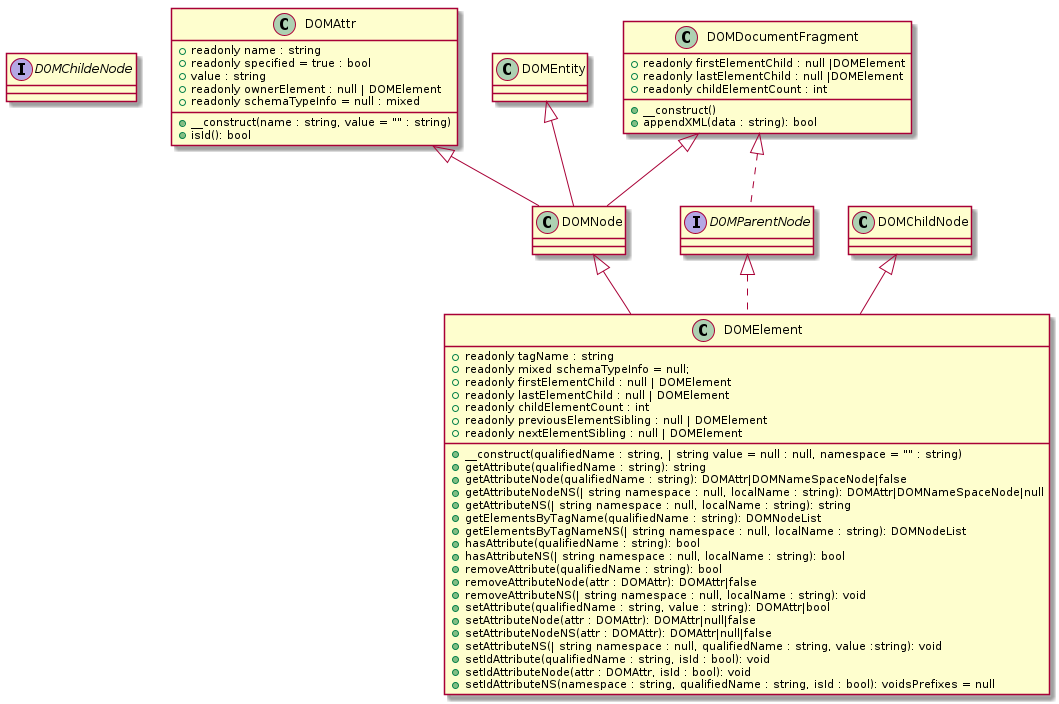 I DOMChildeNode
C DOMAttr
readonly name : string
readonly specified = true : bool
value : string
readonly ownerElement : null | DOMElement
readonly schemaTypeInfo = null : mixed
__construct(name : string, value = "" : string)
isId(): bool
C DOMEntity
C DOMDocumentFragment
readonly firstElementChild : null |DOMElement
readonly lastElementChild : null |DOMElement
readonly childElementCount : int
__construct()
appendXML(data : string): bool
C DOMNode
I DOMParentNode
C DOMChildNode
C DOMElement
readonly tagName : string
readonly mixed schemaTypeInfo = null;
readonly firstElementChild : null | DOMElement
readonly lastElementChild : null | DOMElement
readonly childElementCount : int
readonly previousElementSibling : null | DOMElement
readonly nextElementSibling : null | DOMElement
__construct(qualifiedName : string, | string value = null : null, namespace = "" : string)
getAttribute(qualifiedName : string): string
getAttributeNode(qualifiedName : string): DOMAttr|DOMNameSpaceNode|false
getAttributeNodeNS(| string namespace : null, localName : string): DOMAttr|DOMNameSpaceNode|null
getAttributeNS(| string namespace : null, localName : string): string
getElementsByTagName(qualifiedName : string): DOMNodeList
getElementsByTagNameNS(| string namespace : null, localName : string): DOMNodeList
hasAttribute(qualifiedName : string): bool
hasAttributeNS(| string namespace : null, localName : string): bool
removeAttribute(qualifiedName : string): bool
removeAttributeNode(attr : DOMAttr): DOMAttr|false
removeAttributeNS(| string namespace : null, localName : string): void
setAttribute(qualifiedName : string, value : string): DOMAttr|bool
setAttributeNode(attr : DOMAttr): DOMAttr|null|false
setAttributeNodeNS(attr : DOMAttr): DOMAttr|null|false
setAttributeNS(| string namespace : null, qualifiedName : string, value :string): void
setIdAttribute(qualifiedName : string, isId : bool): void
setIdAttributeNode(attr : DOMAttr, isId : bool): void
setIdAttributeNS(namespace : string, qualifiedName : string, isId : bool): voidsPrefixes = null